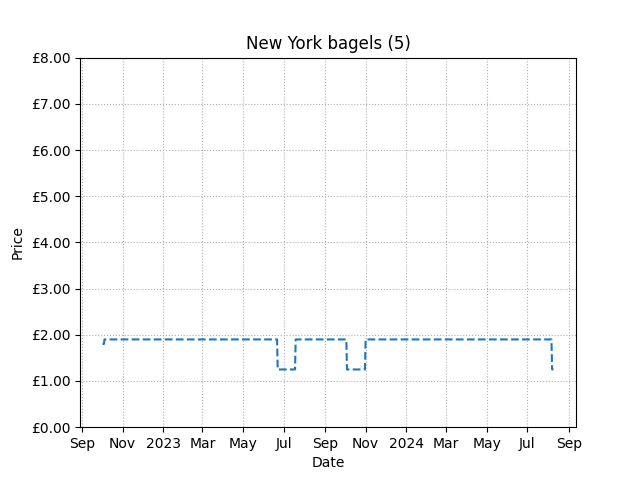 New York bagels (5)
£8.00
£7.00
£6.00
£5.00
£4.00
£3.00
£2.00
£1.00
£0.00
Price
Sep Nov 2023 Mar May Jul Sep Nov 2024 Mar May Jul Sep
Date